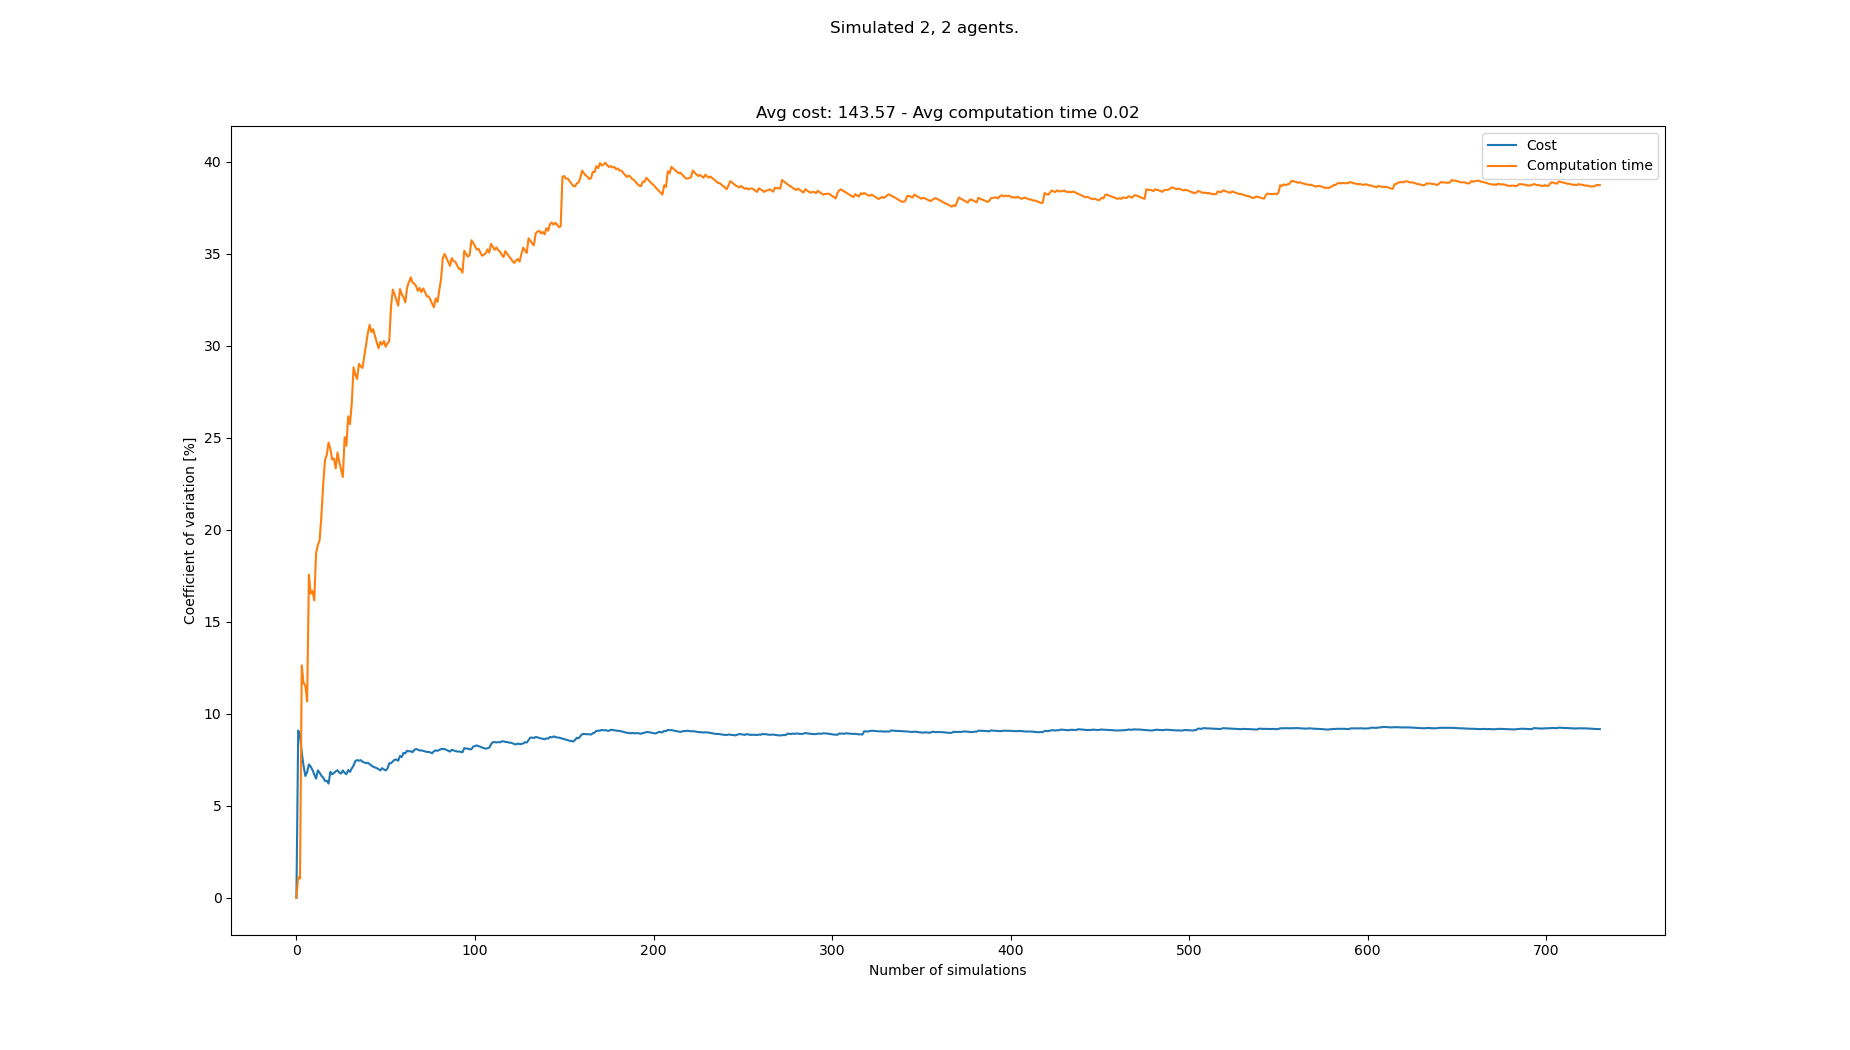 Simulated 2, 2 agents.
Avg cost: 143.57 - Avg computation time 0.02
Cost
Computation time
Coefficient of variation [%]
40
35
30
25
20
15
10
5
0
0 100 200 300 400 500 600 700
Number of simulations